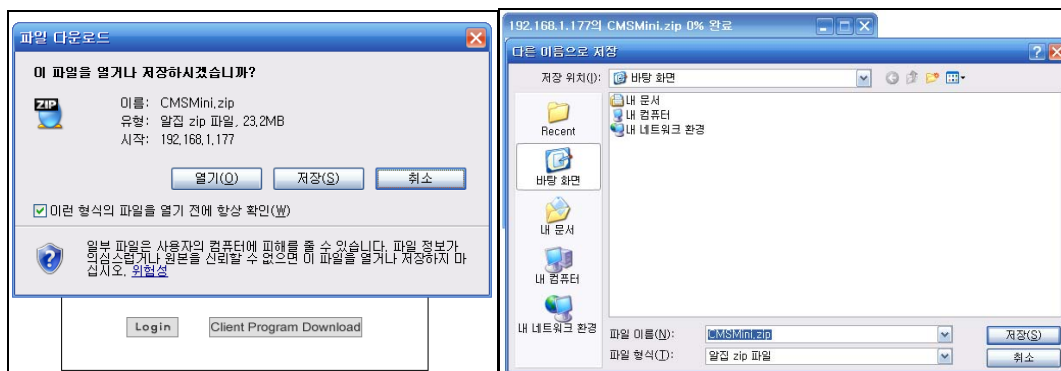 파일 다운로드
이 파일을 열거나 저장하시겠습니까?
ZIP
이름: CMSMini.zip
유형: 알집 zip 파일, 23.2MB
시작: 192.168.1.177
열기(O) 저장(S) 취소
이런 형식의 파일을 열기 전에 항상 확인(W)
일부 파일은 사용자의 컴퓨터에 피해를 줄 수 있습니다. 파일 정보가
의심스럽거나 원본을 신뢰할 수 없으면 이 파일을 열거나 저장하지 마
십시오. 위험성
Login Client Program Download
192.168.1.177의 CMSMini.zip 0% 완료
다른 이름으로 저장
저장 위치(I): 바탕 화면
Recent
바탕 화면
내 문서
내 컴퓨터
내 네트워크 환경
내 문서
내 컴퓨터
내 네트워크 환경
파일 이름(N): CMSMini.zip 저장(S)
파일 형식(T): 알집 zip 파일 취소